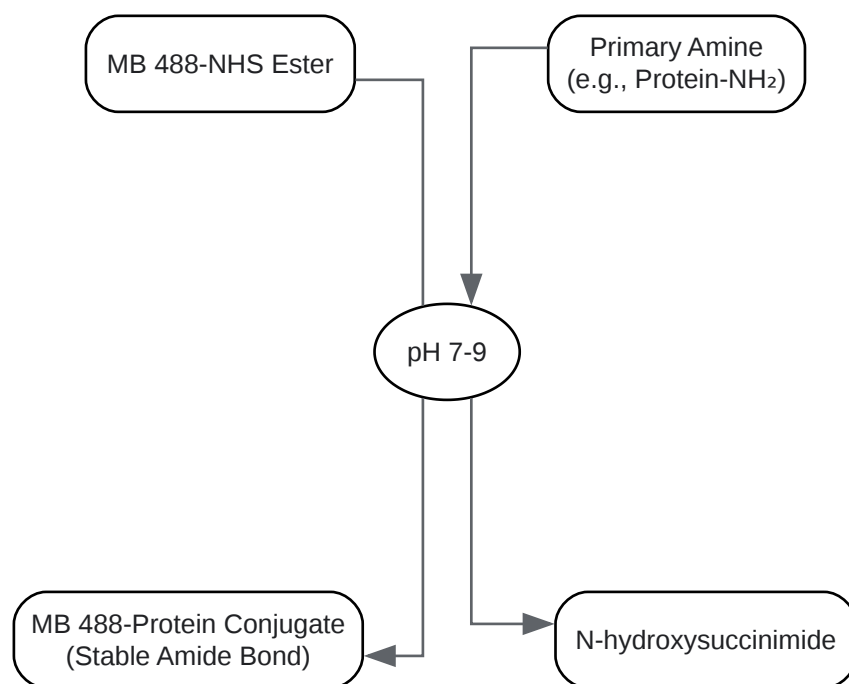 MB 488-NHS Ester
Primary Amine
(e.g., Protein-NH₂)
pH 7-9
MB 488-Protein Conjugate
(Stable Amide Bond)
N-hydroxysuccinimide